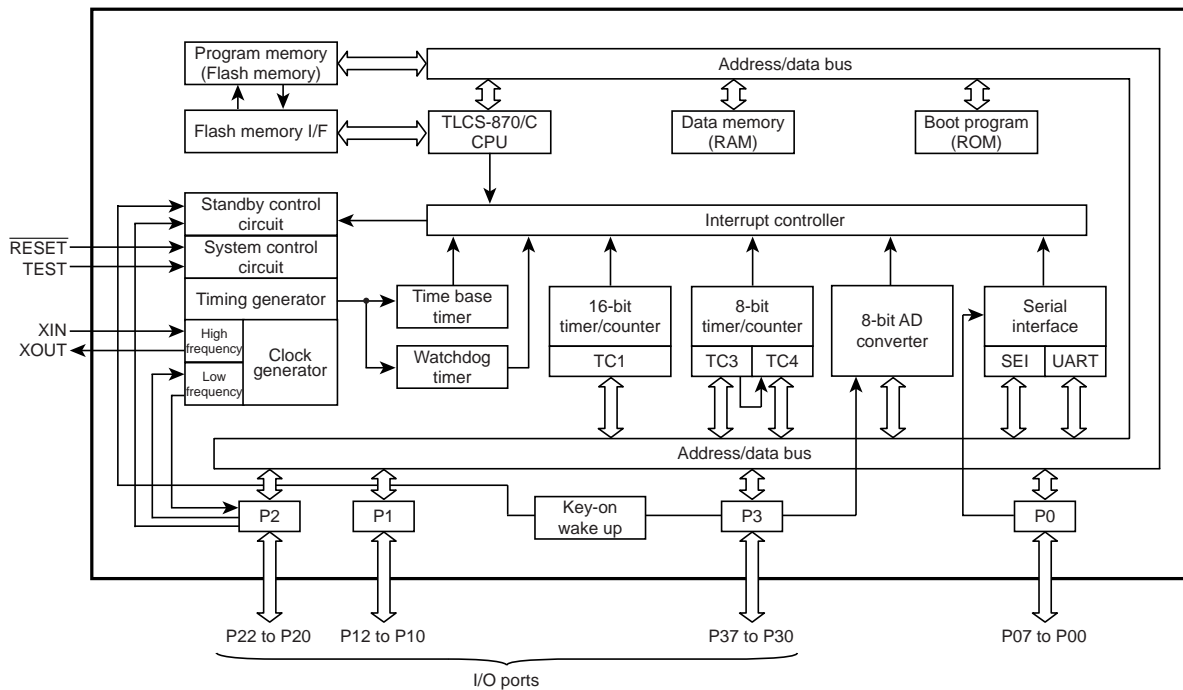 Program memory
(Flash memory)
Address/data bus
Flash memory I/F
TLCS-870/C
CPU
Data memory
(RAM)
Boot program
(ROM)
Standby control
circuit
Interrupt controller
RESET
TEST
System control
circuit
Timing generator
Time base
timer
16-bit
timer/counter
8-bit
timer/counter
8-bit AD
converter
Serial
interface
XIN
XOUT
High
frequency
Clock
generator
Low
frequency
Watchdog
timer
TC1
TC3
TC4
SEI
UART
Address/data bus
P2
P1
Key-on
wake up
P3
P0
P22 to P20
P12 to P10
P37 to P30
P07 to P00
I/O ports